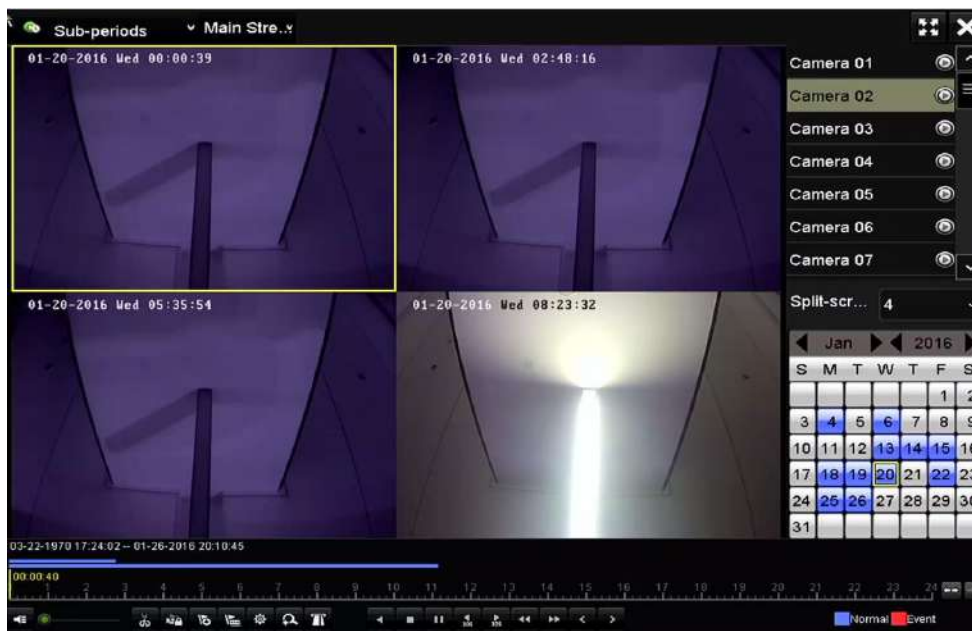 Sub-periods Main Stre...
01-20-2016 Wed 00:00:39
01-20-2016 Wed 02:48:16
01-20-2016 Wed 05:35:54
01-20-2016 Wed 08:23:32
Camera 01
Camera 02
Camera 03
Camera 04
Camera 05
Camera 06
Camera 07
Split-scr... 4
Jan 2016
S M T W T F S
1 2
3 4 5 6 7 8 9
10 11 12 13 14 15 16
17 18 19 20 21 22 23
24 25 26 27 28 29 30
31
03-22-1970 17:24:02 -- 01-26-2016 20:10:45
00:00:40
1 2 3 4 5 6 7 8 9 10 11 12 13 14 15 16 17 18 19 20 21 22 23 24
Normal Event